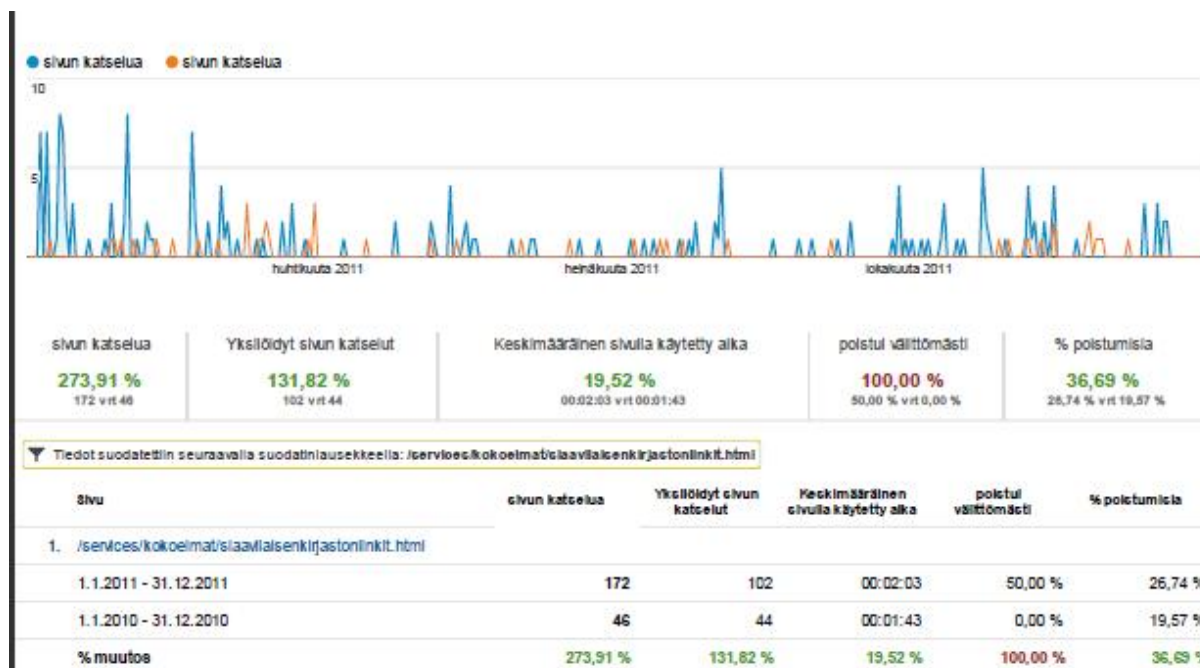 sivun katselua sivun katselua
10
5
huhtikuuta 2011 heinäkuuta 2011 lokakuuta 2011
sivun katselua Yksilöidyt sivun katselut Keskimääräinen sivulla käytetty aika poistui välittömästi % poistumisia
273,91 % 131,82 % 19,52 % 100,00 % 36,69 %
172 vrt 46 102 vrt 44 00:02:03 vrt 00:01:43 50,00 % vrt 0,00 % 26,74 % vrt 19,57 %
Tiedot suodatettiin seuraavalla suodatinlausekkeella: /services/kokoelmat/slaavilaisenkirjastonlinkit.html
Sivu sivun katselua Yksilöidyt sivun katselut Keskimääräinen sivulla käytetty aika poistui välittömästi % poistumisia
1. /services/kokoelmat/slaavilaisenkirjastonlinkit.html
1.1.2011 - 31.12.2011 172 102 00:02:03 50,00 % 26,74 %
1.1.2010 - 31.12.2010 46 44 00:01:43 0,00 % 19,57 %
% muutos 273,91 % 131,82 % 19,52 % 100,00 % 36,69 %